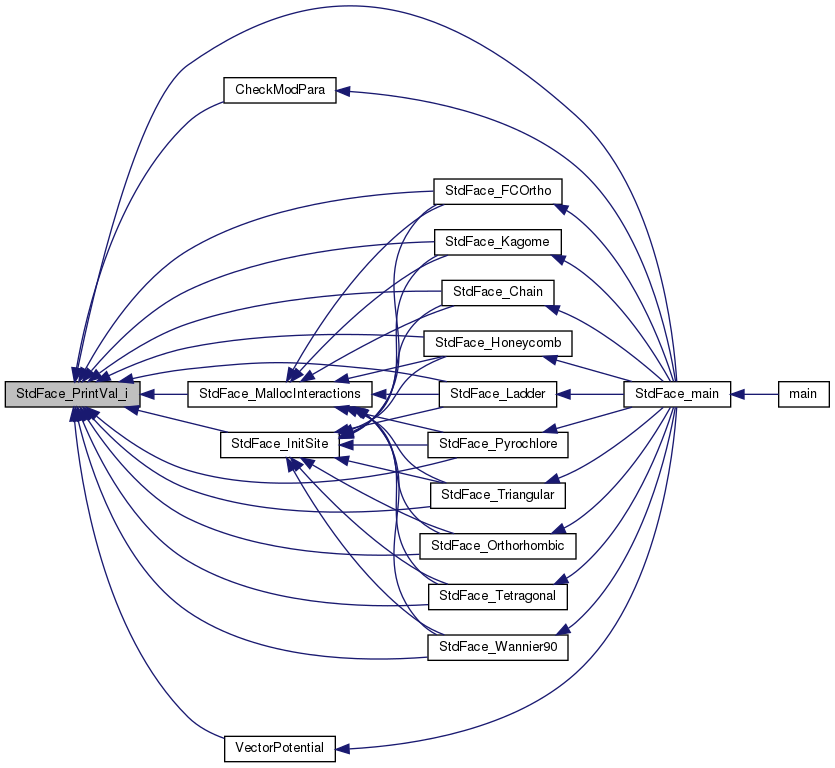 CheckModPara
StdFace_FCOrtho
StdFace_Kagome
StdFace_Chain
StdFace_Honeycomb
StdFace_PrintVal_i
StdFace_MallocInteractions
StdFace_Ladder
StdFace_main
main
StdFace_InitSite
StdFace_Pyrochlore
StdFace_Triangular
StdFace_Orthorhombic
StdFace_Tetragonal
StdFace_Wannier90
VectorPotential